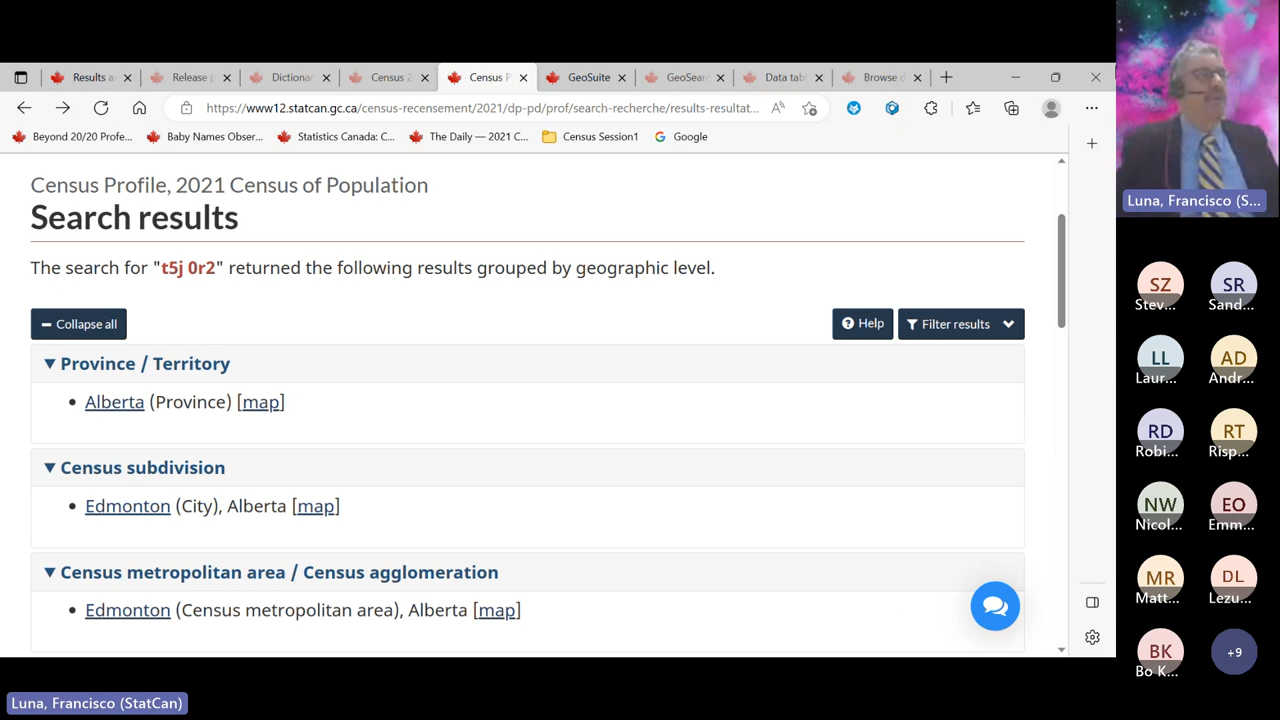 Results a
Release p
Dictionar
Census 2
Census P
GeoSuite
GeoSear
Data tab
Browse d
https://www12.statcan.gc.ca/census-recensement/2021/dp-pd/prof/search-recherche/results-resultat...
Beyond 20/20 Profe...
Baby Names Obser...
Statistics Canada: C...
The Daily — 2021 C...
Census Session1
Google
Census Profile, 2021 Census of Population
Search results
The search for "t5j 0r2" returned the following results grouped by geographic level.
Collapse all
Help
Filter results
Province / Territory
Alberta (Province) [map]
Census subdivision
Edmonton (City), Alberta [map]
Census metropolitan area / Census agglomeration
Edmonton (Census metropolitan area), Alberta [map]
Luna, Francisco (StatCan)
Luna, Francisco (S...
SZ
Stev...
SR
Sand...
LL
Laur...
AD
Andr...
RD
Robi...
RT
Risp...
NW
Nicol...
EO
Emm...
MR
Matt...
DL
Lezu...
BK
Bo K...
+9